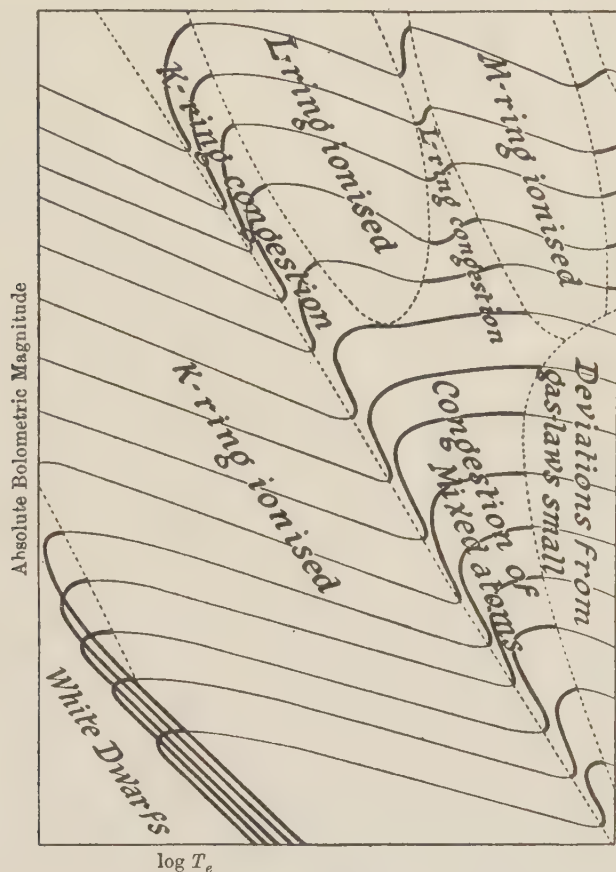 Absolute Bolometric Magnitude
K-ring congestion
L-ring ionised
L-ring congestion
M-ring ionised
K-ring ionised
Congestion of
Mixed atoms
Deviations from
gas-laws small
White Dwarfs
log Te